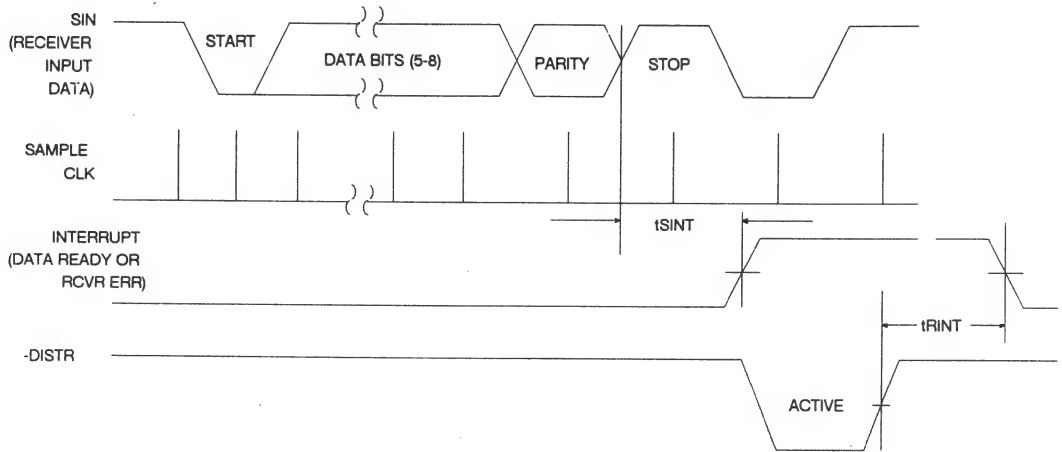 SIN
(RECEIVER
INPUT
DATA)
START
DATA BITS (5-8)
PARITY
STOP
SAMPLE
CLK
tSINT
INTERRUPT
(DATA READY OR
RCVR ERR)
tRINT
-DISTR
ACTIVE